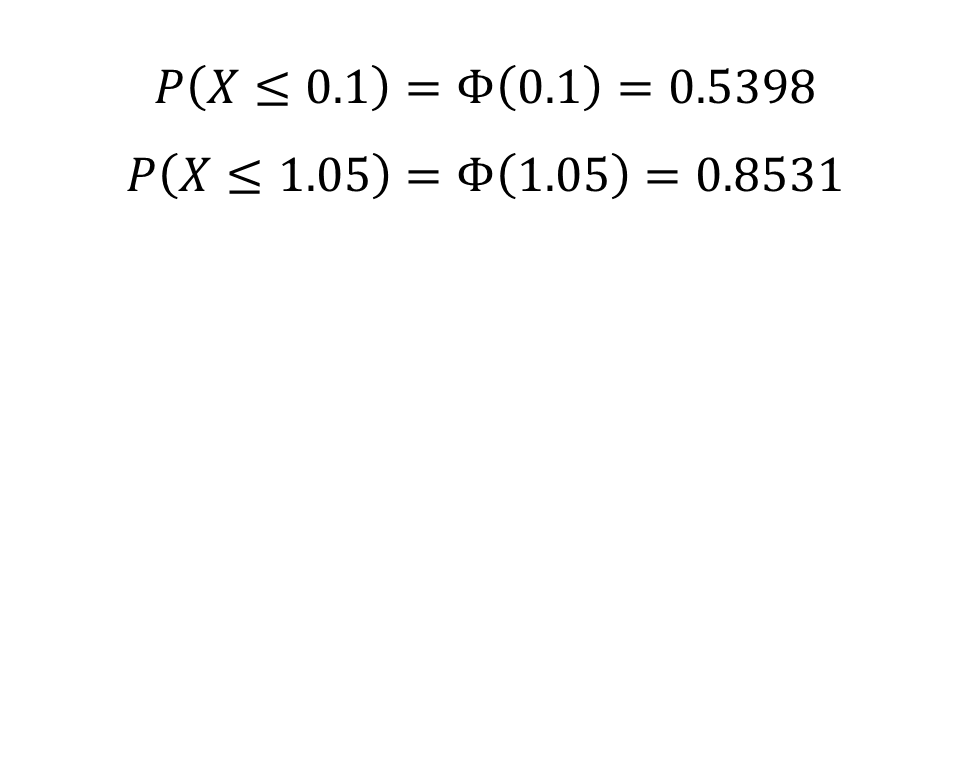 P(X ≤ 0.1) = Φ(0.1) = 0.5398
P(X ≤ 1.05) = Φ(1.05) = 0.8531